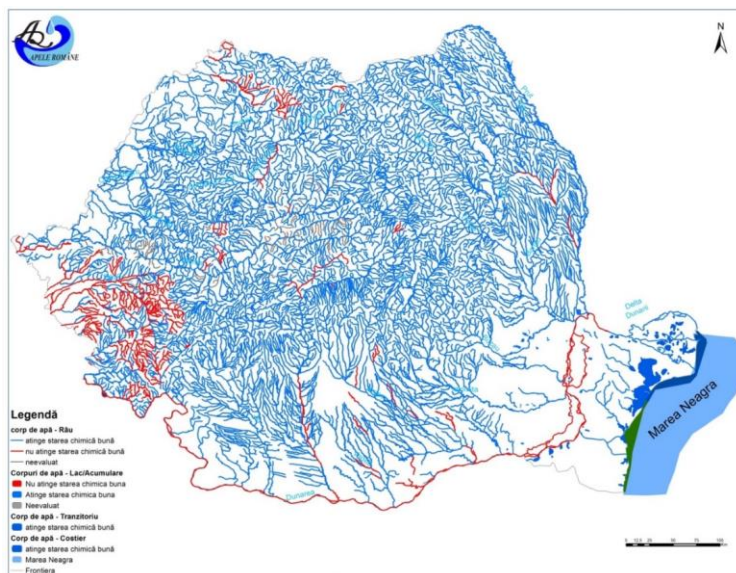 APELE ROMÂNE
N
Prut
Delta
Dunării
Marea Neagra
Dunarea
Legendă
corp de apă - Râu
atinge starea chimică bună
nu atinge starea chimică bună
neevaluat
Corpuri de apă - Lac/Acumulare
Nu atinge starea chimica buna
Atinge starea chimica buna
Neevaluat
Corp de apă - Tranzitoriu
atinge starea chimică bună
Corp de apă - Costier
atinge starea chimică bună
Marea Neagra
Frontiera